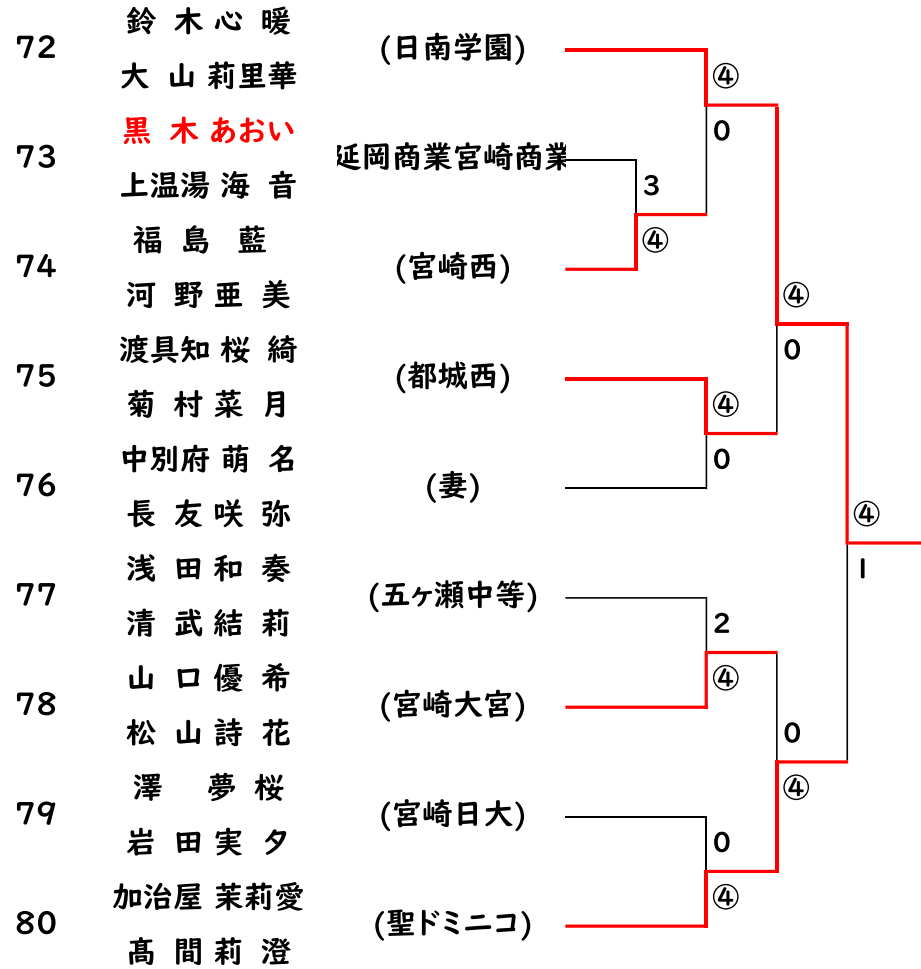 鈴木心暖
72 (日南学園)
大山莉里華
④
黒木あおい
0
73 延岡商業宮崎商業
上温湯海音
3
福島藍
④
74 (宮崎西)
河野亜美
④
渡具知桜綺
0
75 (都城西)
菊村菜月
④
中別府萌名
0
76 (妻)
長友咲弥
④
浅田和奏
1
77 (五ヶ瀬中等)
清武結莉
2
山口優希
④
78 (宮崎大宮)
松山詩花
0
澤夢桜
④
79 (宮崎日大)
岩田実夕
0
加治屋茉莉愛
④
80 (聖ドミニコ)
髙間莉澄